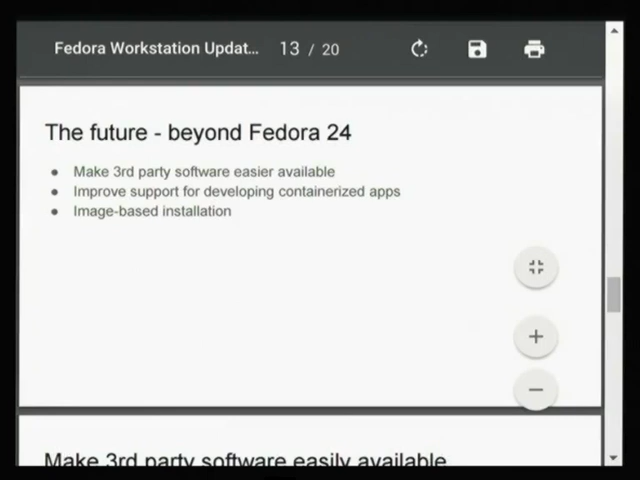 Fedora Workstation Updat... 13 / 20
The future - beyond Fedora 24
• Make 3rd party software easier available
• Improve support for developing containerized apps
• Image-based installation
Make 3rd party software easily available